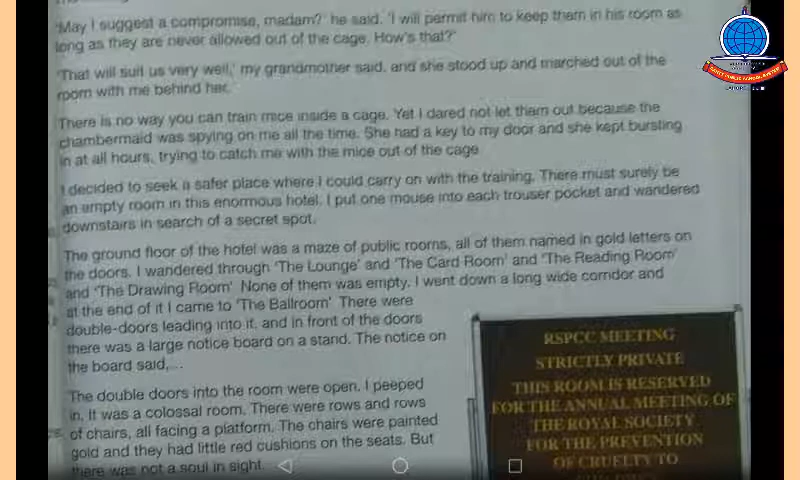 'May I suggest a compromise, madam?' he said. 'I will permit him to keep them in his room as
long as they are never allowed out of the cage. How's that?'
'That will suit us very well,' my grandmother said, and she stood up and marched out of the
room with me behind her.
There is no way you can train mice inside a cage. Yet I dared not let them out because the
chambermaid was spying on me all the time. She had a key to my door and she kept bursting
in at all hours, trying to catch me with the mice out of the cage
I decided to seek a safer place where I could carry on with the training. There must surely be
an empty room in this enormous hotel. I put one mouse into each trouser pocket and wandered
downstairs in search of a secret spot.
The ground floor of the hotel was a maze of public rooms, all of them named in gold letters on
the doors. I wandered through 'The Lounge' and 'The Card Room' and 'The Reading Room'
and 'The Drawing Room' None of them was empty. I went down a long wide corridor and
at the end of it I came to 'The Ballroom' There were
double-doors leading into it, and in front of the doors
there was a large notice board on a stand. The notice on
the board said,...
The double doors into the room were open. I peeped
in. It was a colossal room. There were rows and rows
of chairs, all facing a platform. The chairs were painted
gold and they had little red cushions on the seats. But
there was not a soul in sight.
RSPCC MEETING
STRICTLY PRIVATE
THIS ROOM IS RESERVED
FOR THE ANNUAL MEETING OF
THE ROYAL SOCIETY
FOR THE PREVENTION
OF CRUELTY TO